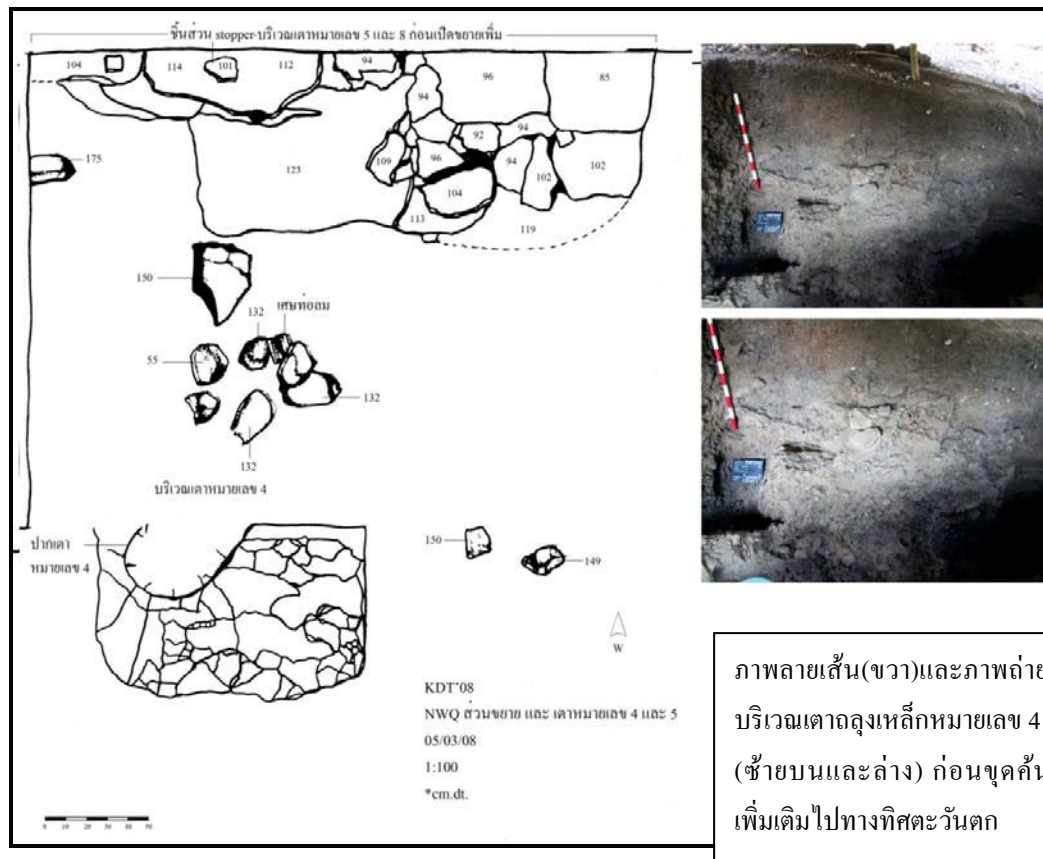 ชิ้นส่วน stopper บริเวณเตาหมายเลข 5 และ 8 ก่อนเปิดขยายเพิ่ม
104
114
101
112
94
96
85
94
92
94
175
123
109
96
94
102
102
104
113
119
150
132
เศษท่อลม
55
132
132
บริเวณเตาหมายเลข 4
ปากเตา
หมายเลข 4
150
149
W
KDT'08
NWQ ส่วนขยาย และ เตาหมายเลข 4 และ 5
05/03/08
1:100
*cm.dt.
0 10 20 30 40 50
ภาพลายเส้น(ขวา)และภาพถ่าย
บริเวณเตาถลุงเหล็กหมายเลข 4
(ซ้ายบนและล่าง) ก่อนขุดค้น
เพิ่มเติมไปทางทิศตะวันตก